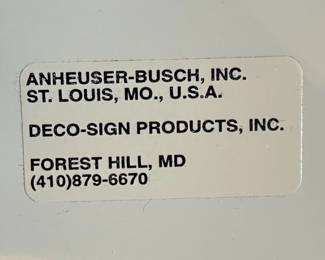 ANHEUSER-BUSCH, INC.
ST. LOUIS, MO., U.S.A.
DECO-SIGN PRODUCTS, INC.
FOREST HILL, MD
(410)879-6670